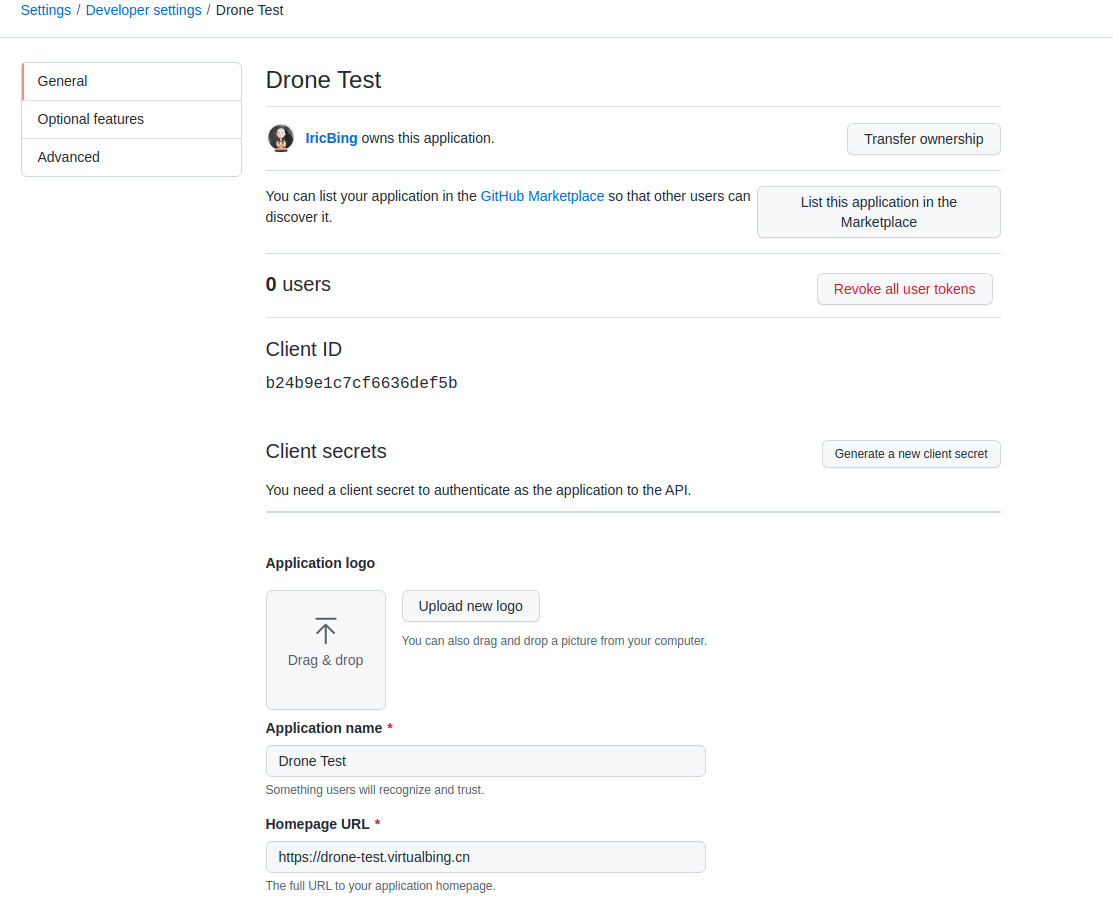 Settings / Developer settings / Drone Test
General
Optional features
Advanced
Drone Test
IricBing owns this application.
Transfer ownership
You can list your application in the GitHub Marketplace so that other users can
discover it.
List this application in the
Marketplace
0 users
Revoke all user tokens
Client ID
b24b9e1c7cf6636def5b
Client secrets
Generate a new client secret
You need a client secret to authenticate as the application to the API.
Application logo
Drag & drop
Upload new logo
You can also drag and drop a picture from your computer.
Application name *
Drone Test
Something users will recognize and trust.
Homepage URL *
https://drone-test.virtualbing.cn
The full URL to your application homepage.